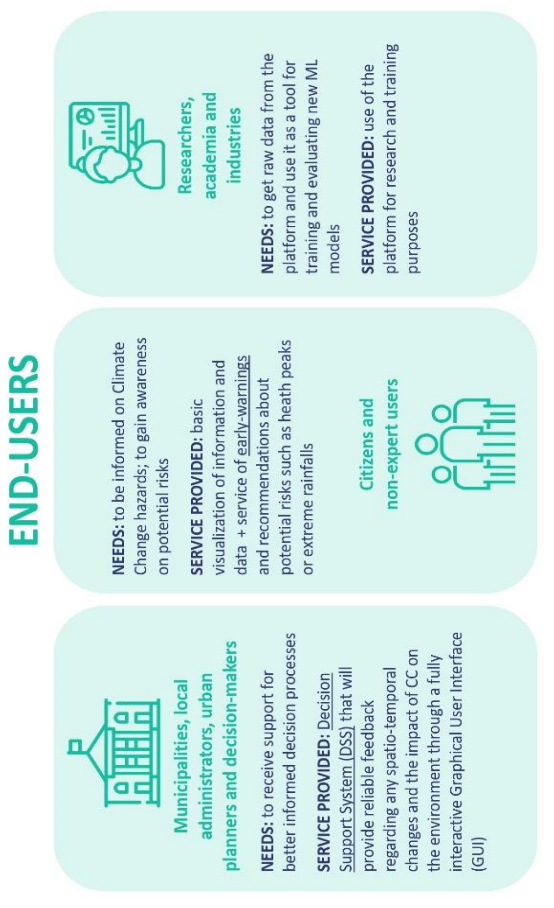 END-USERS
Municipalities, local
administrators, urban
planners and decision-makers
NEEDS: to receive support for
better informed decision processes
SERVICE PROVIDED: Decision
Support System (DSS) that will
provide reliable feedback
regarding any spatio-temporal
changes and the impact of CC on
the environment through a fully
interactive Graphical User Interface
(GUI)
NEEDS: to be informed on Climate
Change hazards; to gain awareness
on potential risks
SERVICE PROVIDED: basic
visualization of information and
data + service of early-warnings
and recommendations about
potential risks such as heath peaks
or extreme rainfalls
Citizens and
non-expert users
Researchers,
academia and
industries
NEEDS: to get raw data from the
platform and use it as a tool for
training and evaluating new ML
models
SERVICE PROVIDED: use of the
platform for research and training
purposes